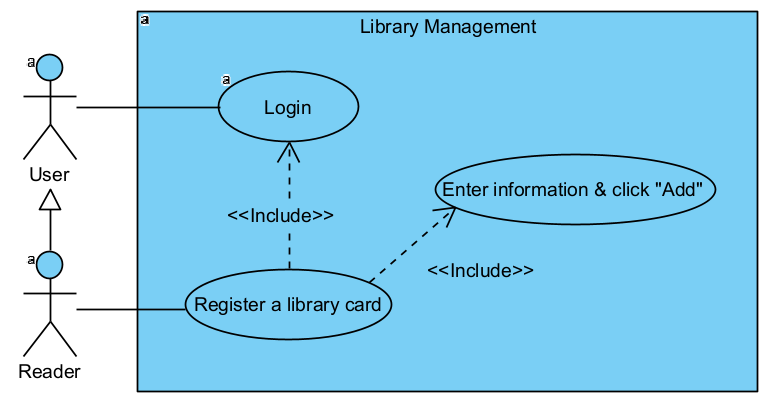 a
Library Management
a
a
Login
User
Enter information & click "Add"
<<Include>>
a
<<Include>>
Register a library card
Reader